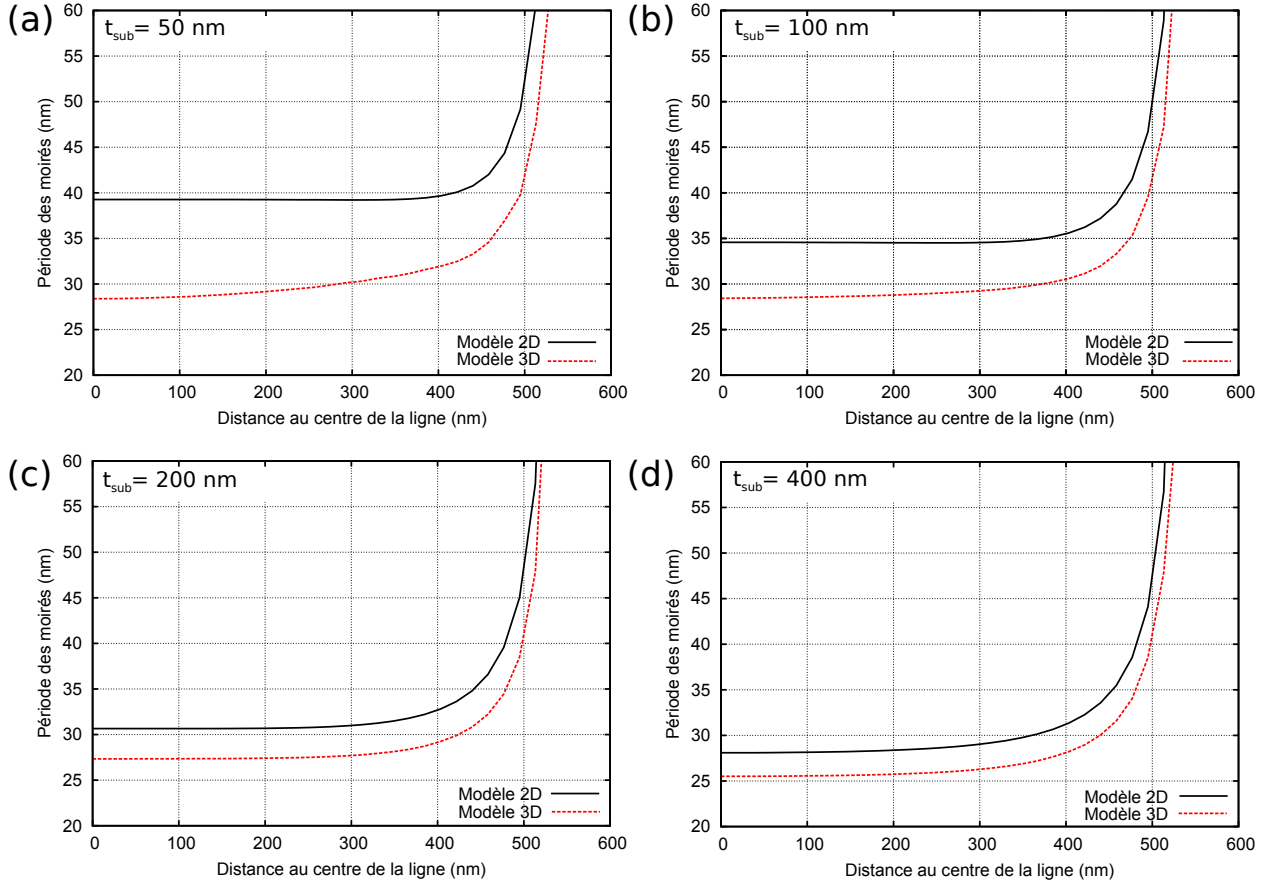 (a)
t_sub= 50 nm
60
55
50
45
40
35
30
25
20
Période des moirés (nm)
Modèle 2D
Modèle 3D
0 100 200 300 400 500 600
Distance au centre de la ligne (nm)
(b)
t_sub= 100 nm
60
55
50
45
40
35
30
25
20
Période des moirés (nm)
Modèle 2D
Modèle 3D
0 100 200 300 400 500 600
Distance au centre de la ligne (nm)
(c)
t_sub= 200 nm
60
55
50
45
40
35
30
25
20
Période des moirés (nm)
Modèle 2D
Modèle 3D
0 100 200 300 400 500 600
Distance au centre de la ligne (nm)
(d)
t_sub= 400 nm
60
55
50
45
40
35
30
25
20
Période des moirés (nm)
Modèle 2D
Modèle 3D
0 100 200 300 400 500 600
Distance au centre de la ligne (nm)